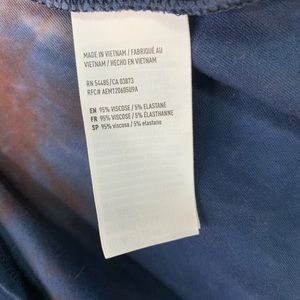 MADE IN VIETNAM / FABRIQUÉ AU
VIETNAM / HECHO EN VIETNAM
RN 54485 / CA 03873
RFC# AEM120605U9A
EN 95% VISCOSE / 5% ELASTANE
FR 95% VISCOSE / 5% ÉLASTHANNE
SP 95% viscosa / 5% elastano